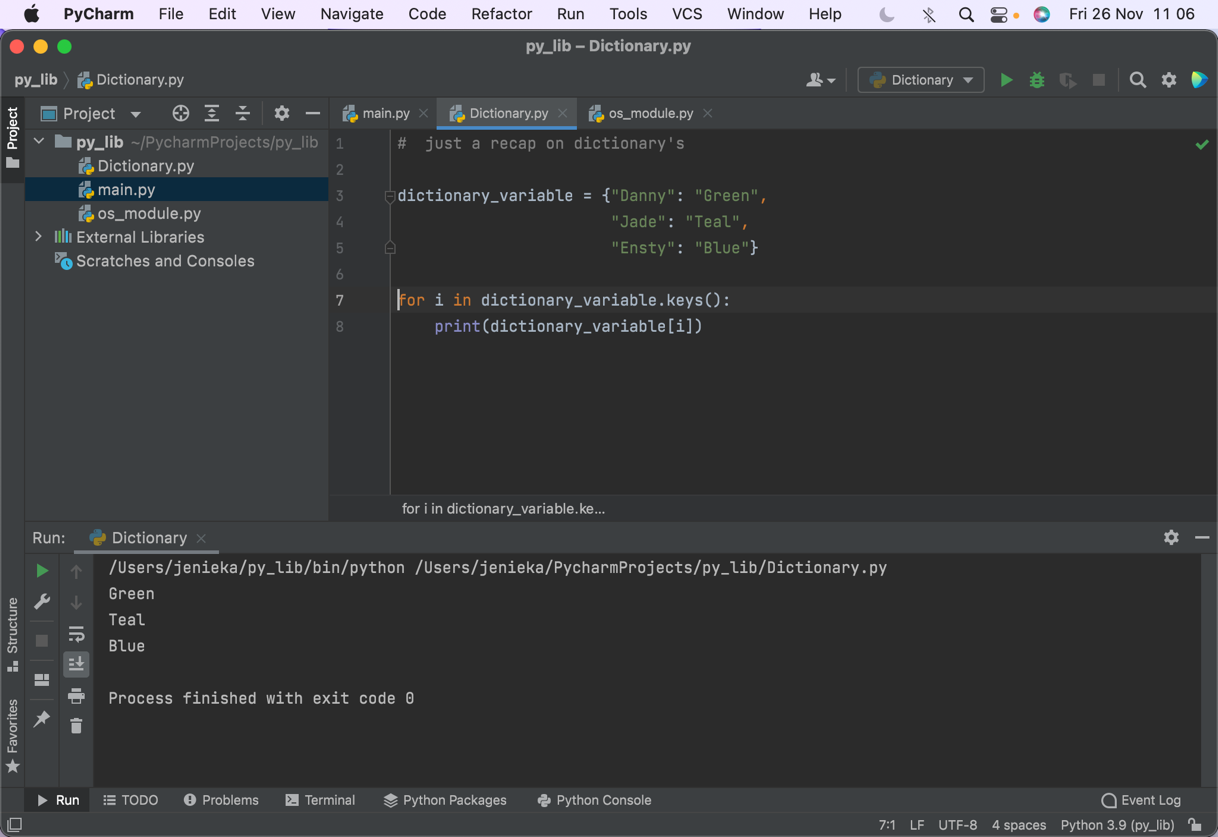 PyCharm File Edit View Navigate Code Refactor Run Tools VCS Window Help Fri 26 Nov 11 06
py_lib – Dictionary.py
py_lib Dictionary.py Dictionary
Project main.py Dictionary.py os_module.py
Project
py_lib ~/PycharmProjects/py_lib
Dictionary.py
main.py
os_module.py
External Libraries
Scratches and Consoles
1 # just a recap on dictionary's
2
3 dictionary_variable = {"Danny": "Green",
4 "Jade": "Teal",
5 "Ensty": "Blue"}
6
7 for i in dictionary_variable.keys():
8 print(dictionary_variable[i])
for i in dictionary_variable.ke...
Run: Dictionary
/Users/jenieka/py_lib/bin/python /Users/jenieka/PycharmProjects/py_lib/Dictionary.py
Green
Teal
Blue
Process finished with exit code 0
Structure
Favorites
Run TODO Problems Terminal Python Packages Python Console Event Log
7:1 LF UTF-8 4 spaces Python 3.9 (py_lib)